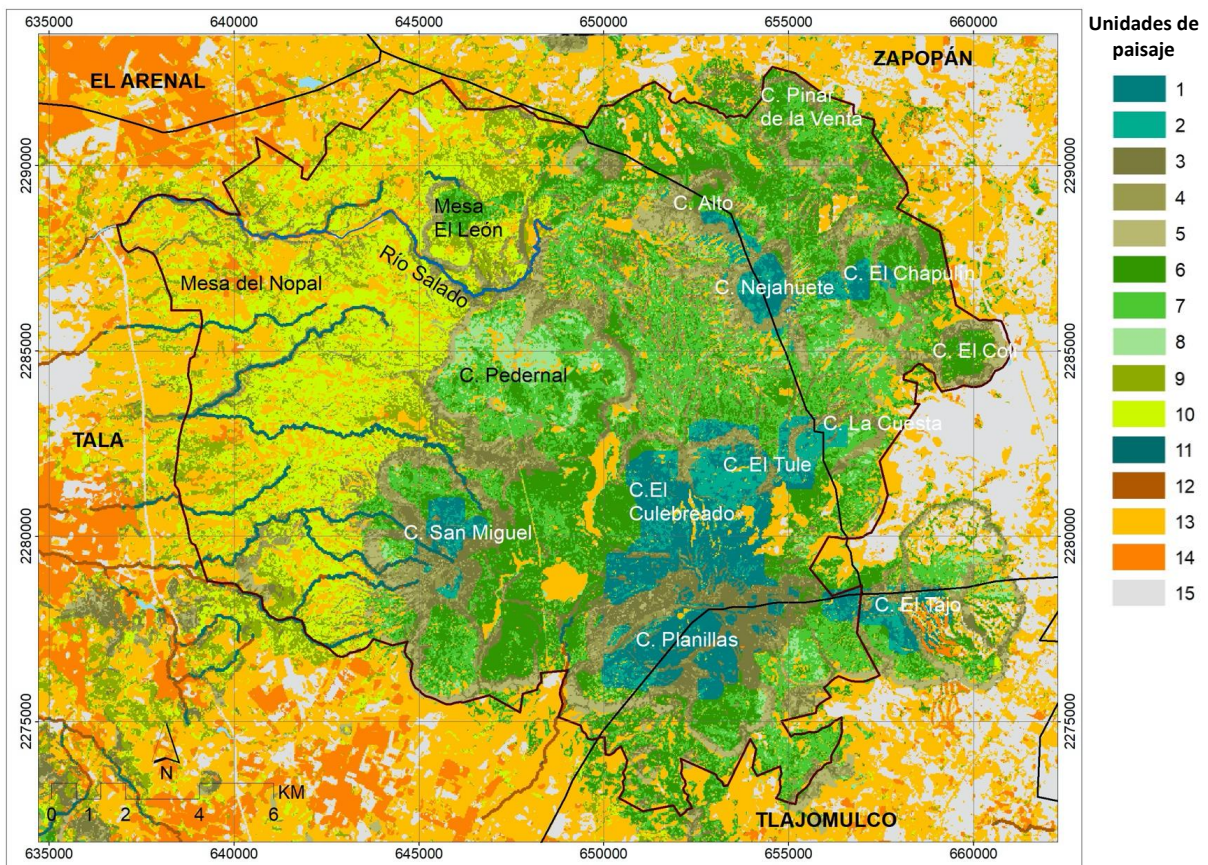 635000 640000 645000 650000 655000 660000
Unidades de
paisaje
EL ARENAL
ZAPOPÁN
C. Pinar
de la Venta
2290000
2290000
Mesa
El León
C. Alto
Río Salado
Mesa del Nopal
C. Nejahuete
C. El Chapulín
2285000
2285000
C. Pedernal
C. El Coli
TALA
C. La Cuesta
C. El Tule
C.El
Culebreado
C. San Miguel
2280000
2280000
C. El Tajo
C. Planillas
2275000
2275000
N
KM
0 1 2 4 6
TLAJOMULCO
635000 640000 645000 650000 655000 660000
1
2
3
4
5
6
7
8
9
10
11
12
13
14
15